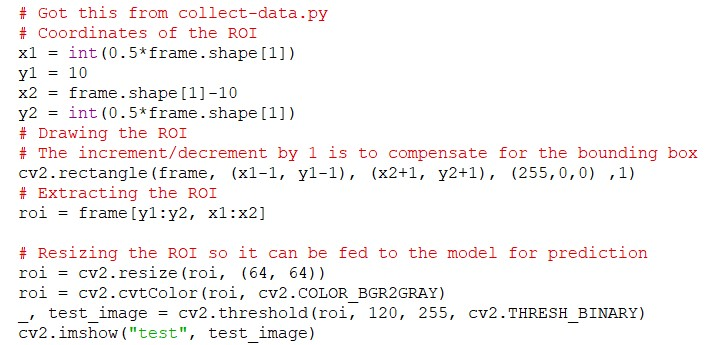 # Got this from collect-data.py
# Coordinates of the ROI
x1 = int(0.5*frame.shape[1])
y1 = 10
x2 = frame.shape[1]-10
y2 = int(0.5*frame.shape[1])
# Drawing the ROI
# The increment/decrement by 1 is to compensate for the bounding box
cv2.rectangle(frame, (x1-1, y1-1), (x2+1, y2+1), (255,0,0) ,1)
# Extracting the ROI
roi = frame[y1:y2, x1:x2]

# Resizing the ROI so it can be fed to the model for prediction
roi = cv2.resize(roi, (64, 64))
roi = cv2.cvtColor(roi, cv2.COLOR_BGR2GRAY)
_, test_image = cv2.threshold(roi, 120, 255, cv2.THRESH_BINARY)
cv2.imshow("test", test_image)